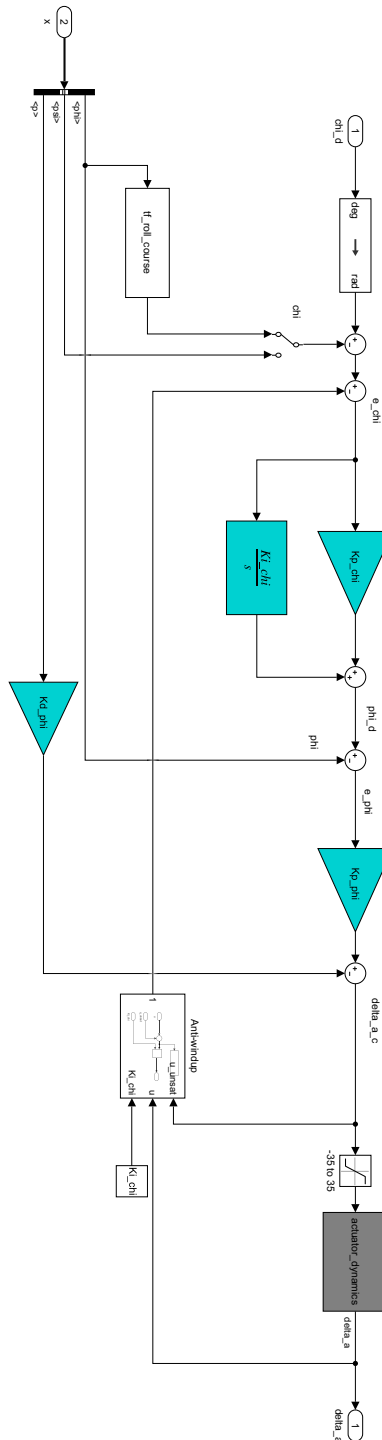 1
chi_d
deg
rad
2
x
<phi>
<psi>
<p>
tf_roll_course
chi
e_chi
Kp_chi
Ki_chi
s
phi_d
phi
e_phi
Kd_phi
Kp_phi
delta_a_c
Anti-windup
u_unsat
u
Ki_chi
1
Ki_chi
-35 to 35
actuator_dynamics
delta_a
1